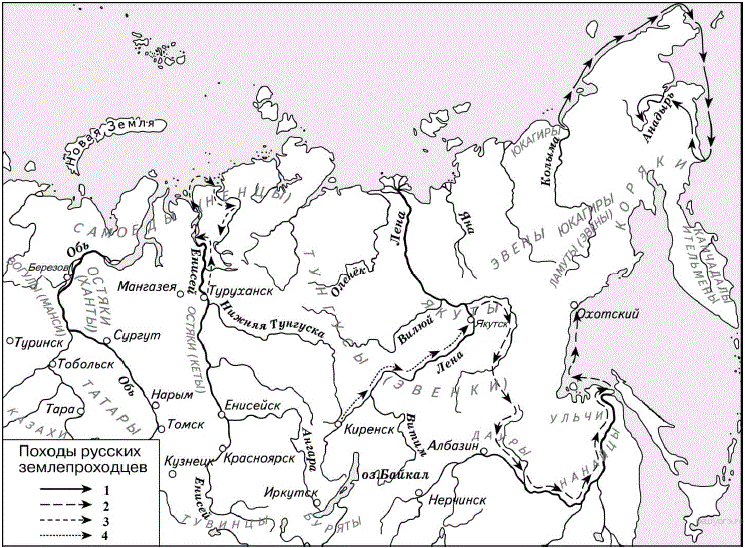 Новая Земля
САМОЕДЫ (НЕНЦЫ)
ЮКАГИРЫ
Колыма
Анадырь
КОРЯКИ
Обь
Енисей
Лена
Яна
ЭВЕНЫ ЮКАГИРЫ
ЛАМУТЫ (ЭВЕНЫ)
КАМЧАДАЛЫ
ИТЕЛЬМЕНЫ
Березов
ВОГУЛЫ (МАНСИ)
ОСТЯКИ
ХАНТЫ)
Мангазея
Туруханск
Оленёк
ТУНГУСЫ
(ЭВЕНКИ)
ЯКУТЫ
Нижняя Тунгуска
ОСТЯКИ (КЕТЫ)
Вилюй
Якутск
Охотский
Туринск
Сургут
Лена
Тобольск
Обь
ТАТАРЫ
Тара
Нарым
Енисейск
Киренск
Витим
ДАУРЫ
УЛЬЧИ
КАЗАХИ
Томск
Ангара
Албазин
НАНАЙЦЫ
Кузнецк
Красноярск
оз.Байкал
Енисей
Иркутск
Нерчинск
ТУВИНЦЫ
БУРЯТЫ
Походы русских
землепроходцев
1
2
3
4